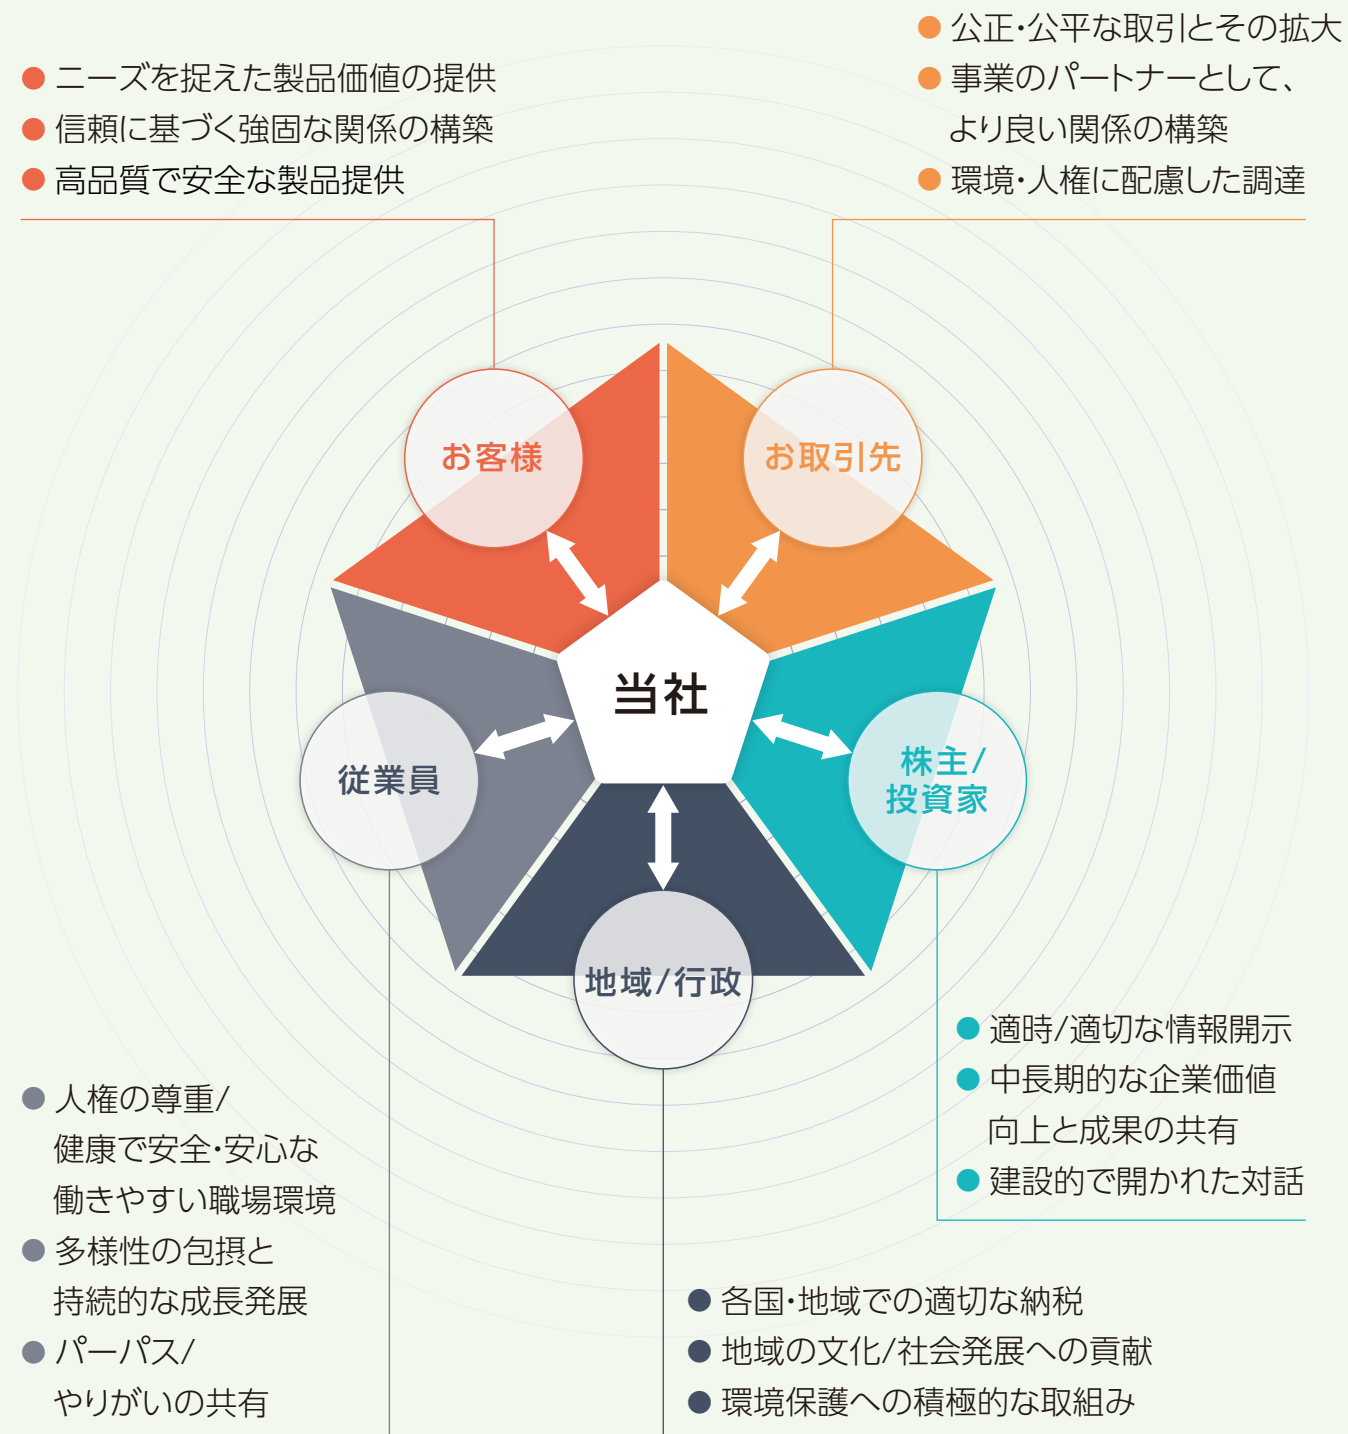 ● ニーズを捉えた製品価値の提供
● 信頼に基づく強固な関係の構築
● 高品質で安全な製品提供
● 公正・公平な取引とその拡大
● 事業のパートナーとして、
より良い関係の構築
● 環境・人権に配慮した調達
お客様
お取引先
当社
従業員
株主/
投資家
地域/行政
● 適時/適切な情報開示
● 中長期的な企業価値
向上と成果の共有
● 建設的で開かれた対話
● 人権の尊重/
健康で安全・安心な
働きやすい職場環境
● 多様性の包摂と
持続的な成長発展
● パーパス/
やりがいの共有
● 各国・地域での適切な納税
● 地域の文化/社会発展への貢献
● 環境保護への積極的な取組み